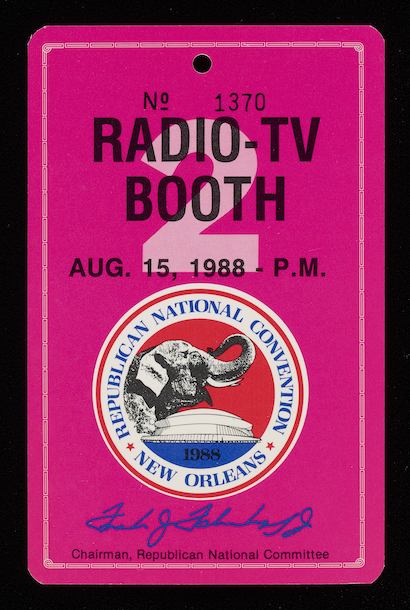 Nº 1370
2
RADIO-TV
BOOTH
AUG. 15, 1988 - P.M.
REPUBLICAN NATIONAL CONVENTION
1988
★ NEW ORLEANS ★
Chairman, Republican National Committee